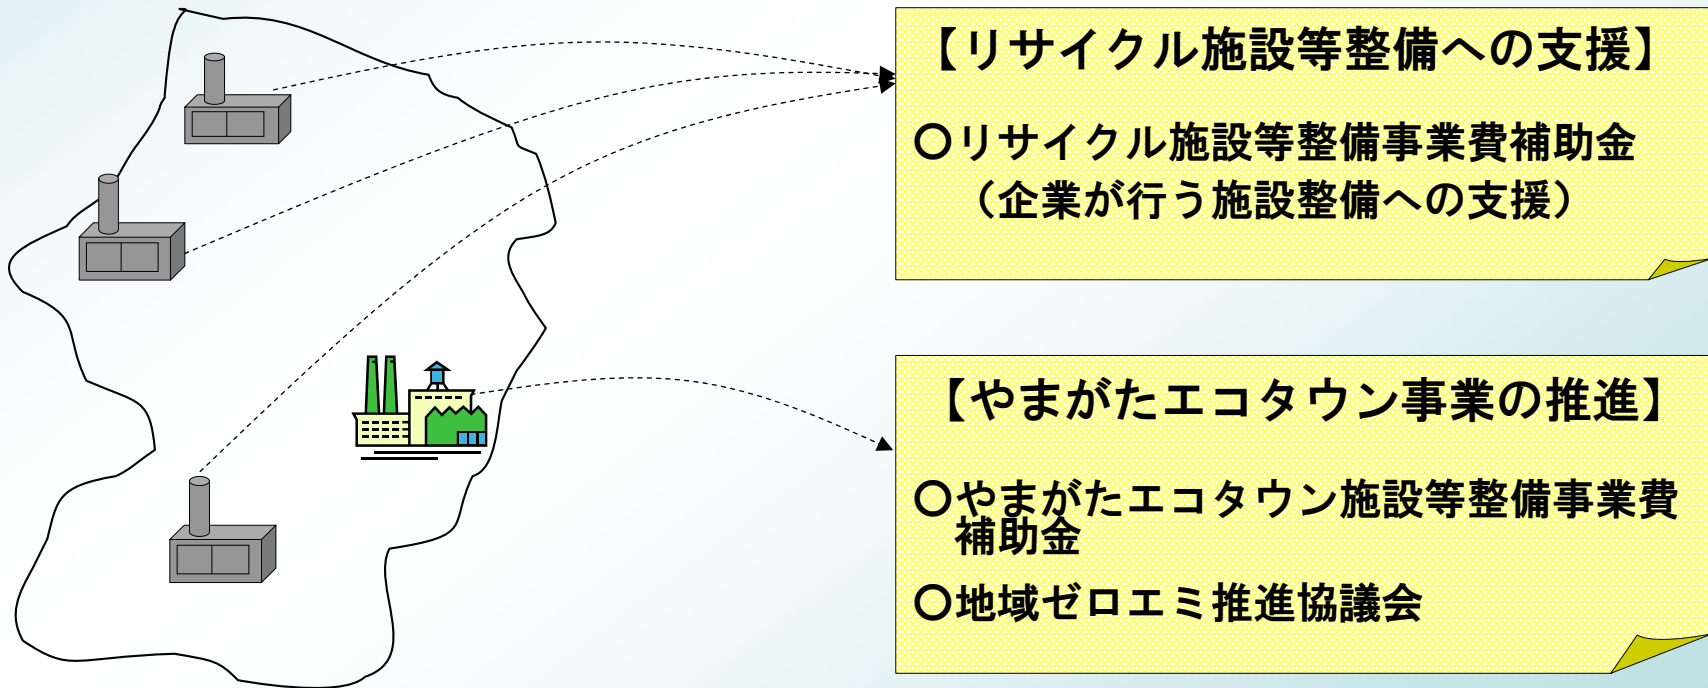 【リサイクル施設等整備への支援】
○リサイクル施設等整備事業費補助金
（企業が行う施設整備への支援）
【やまがたエコタウン事業の推進】
○やまがたエコタウン施設等整備事業費
補助金
○地域ゼロエミ推進協議会